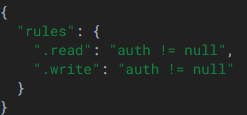 {
  "rules": {
    ".read": "auth != null",
    ".write": "auth != null"
  }
}